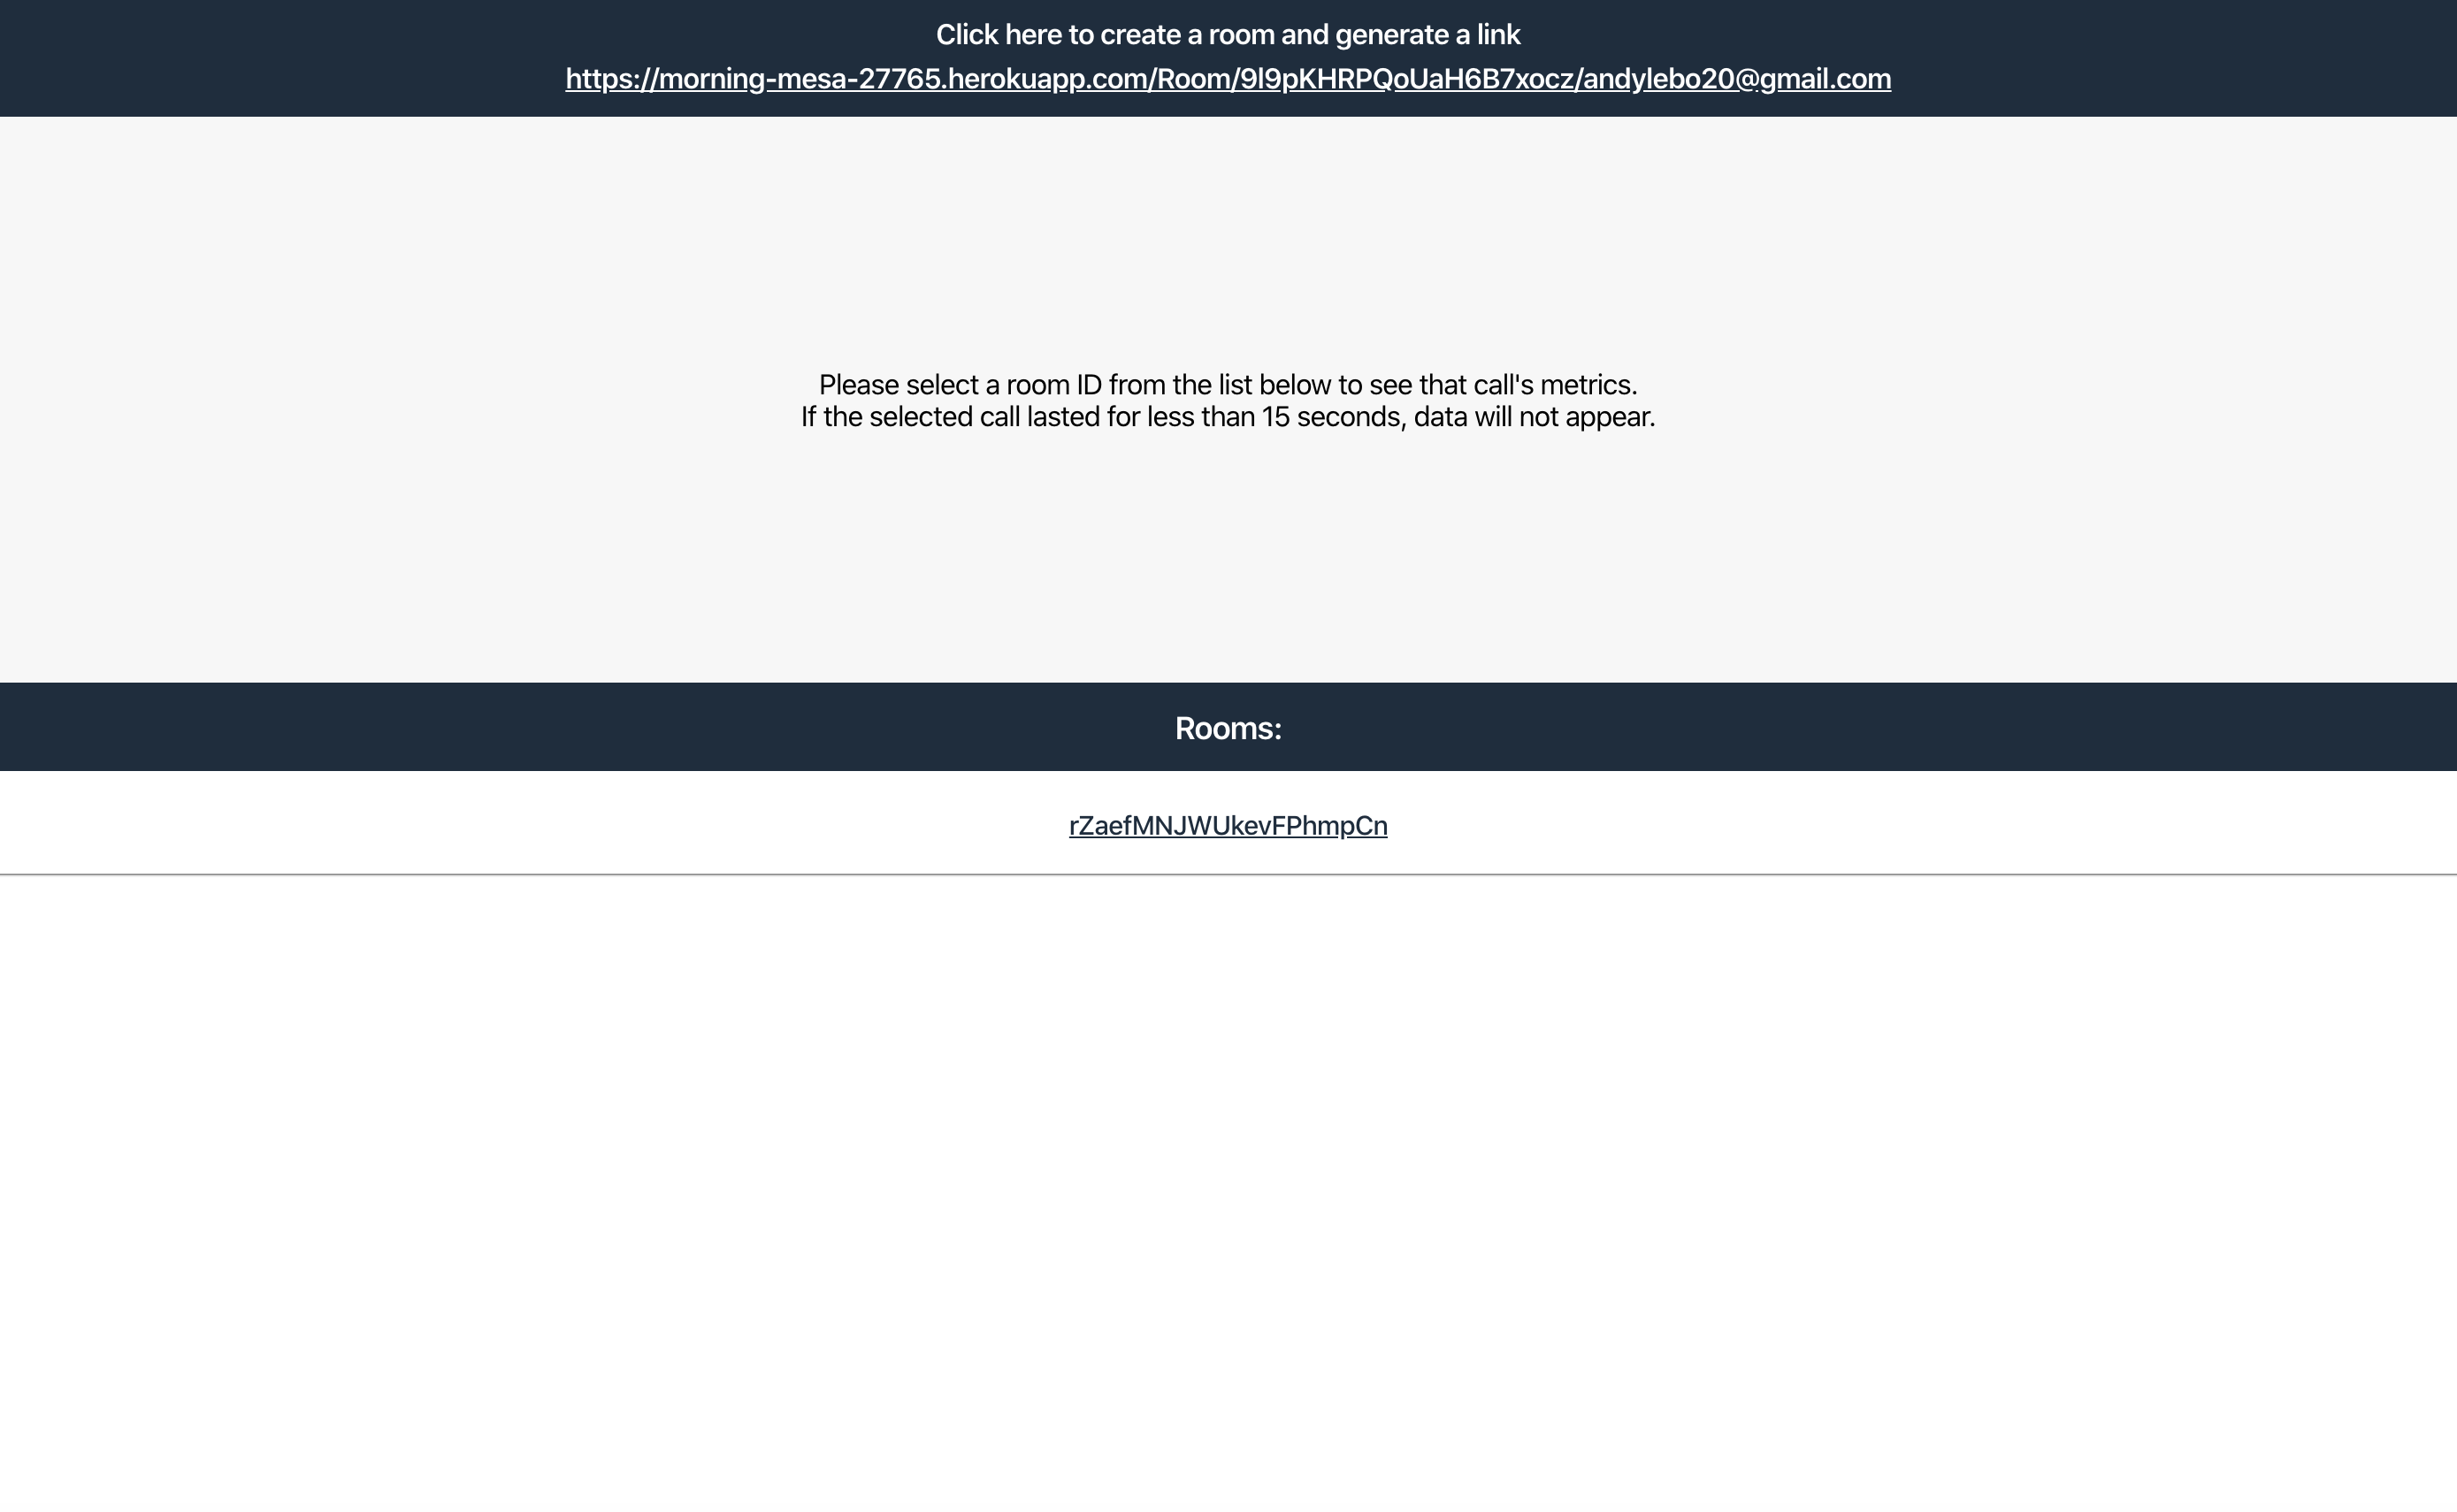 Click here to create a room and generate a link
https://morning-mesa-27765.herokuapp.com/Room/9l9pKHRPQoUaH6B7xocz/andylebo20@gmail.com
Please select a room ID from the list below to see that call's metrics.
If the selected call lasted for less than 15 seconds, data will not appear.
Rooms:
rZaefMNJWUkevFPhmpCn